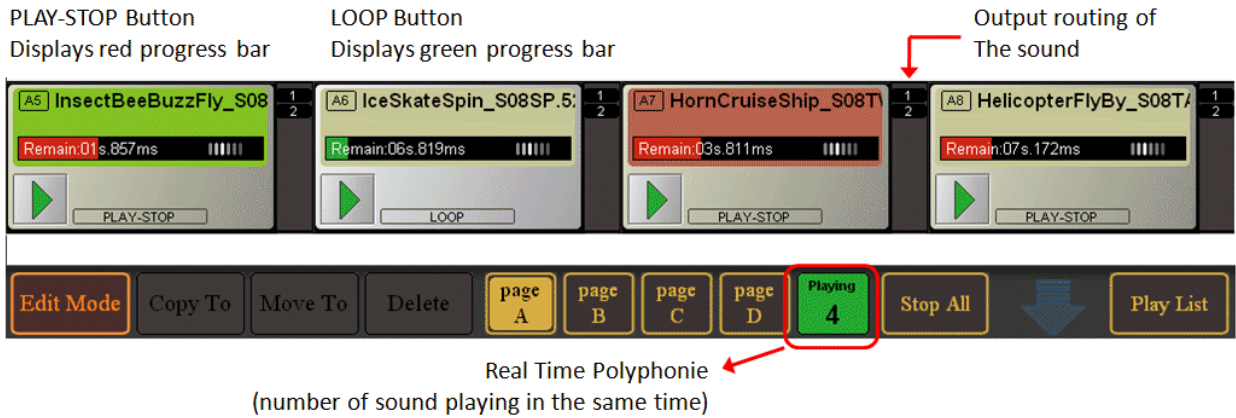 PLAY-STOP Button
Displays red progress bar
LOOP Button
Displays green progress bar
Output routing of
The sound
A5 InsectBeeBuzzFly_S08
1
2
Remain:01s.857ms
PLAY-STOP
A6 IceSkateSpin_S08SP.52
1
2
Remain:06s.819ms
LOOP
A7 HornCruiseShip_S08TV
1
2
Remain:03s.811ms
PLAY-STOP
A8 HelicopterFlyBy_S08TA
1
2
Remain:07s.172ms
PLAY-STOP
Edit Mode
Copy To
Move To
Delete
page
A
page
B
page
C
page
D
Playing
4
Stop All
Play List
Real Time Polyphonie
(number of sound playing in the same time)